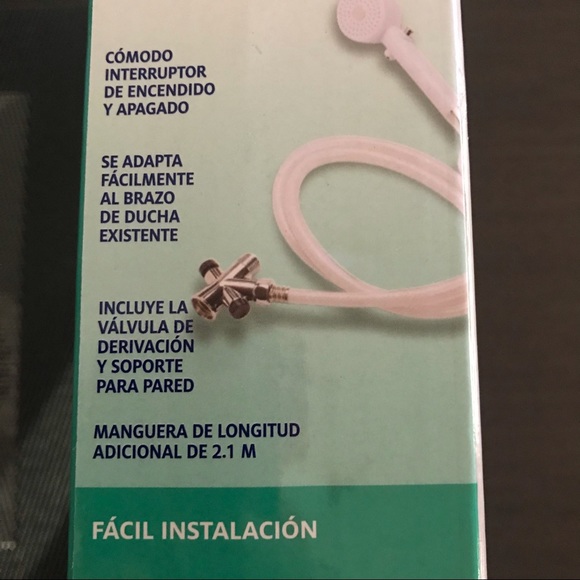 CÓMODO
INTERRUPTOR
DE ENCENDIDO
Y APAGADO
SE ADAPTA
FÁCILMENTE
AL BRAZO
DE DUCHA
EXISTENTE
INCLUYE LA
VÁLVULA DE
DERIVACIÓN
Y SOPORTE
PARA PARED
MANGUERA DE LONGITUD
ADICIONAL DE 2.1 M
FÁCIL INSTALACIÓN